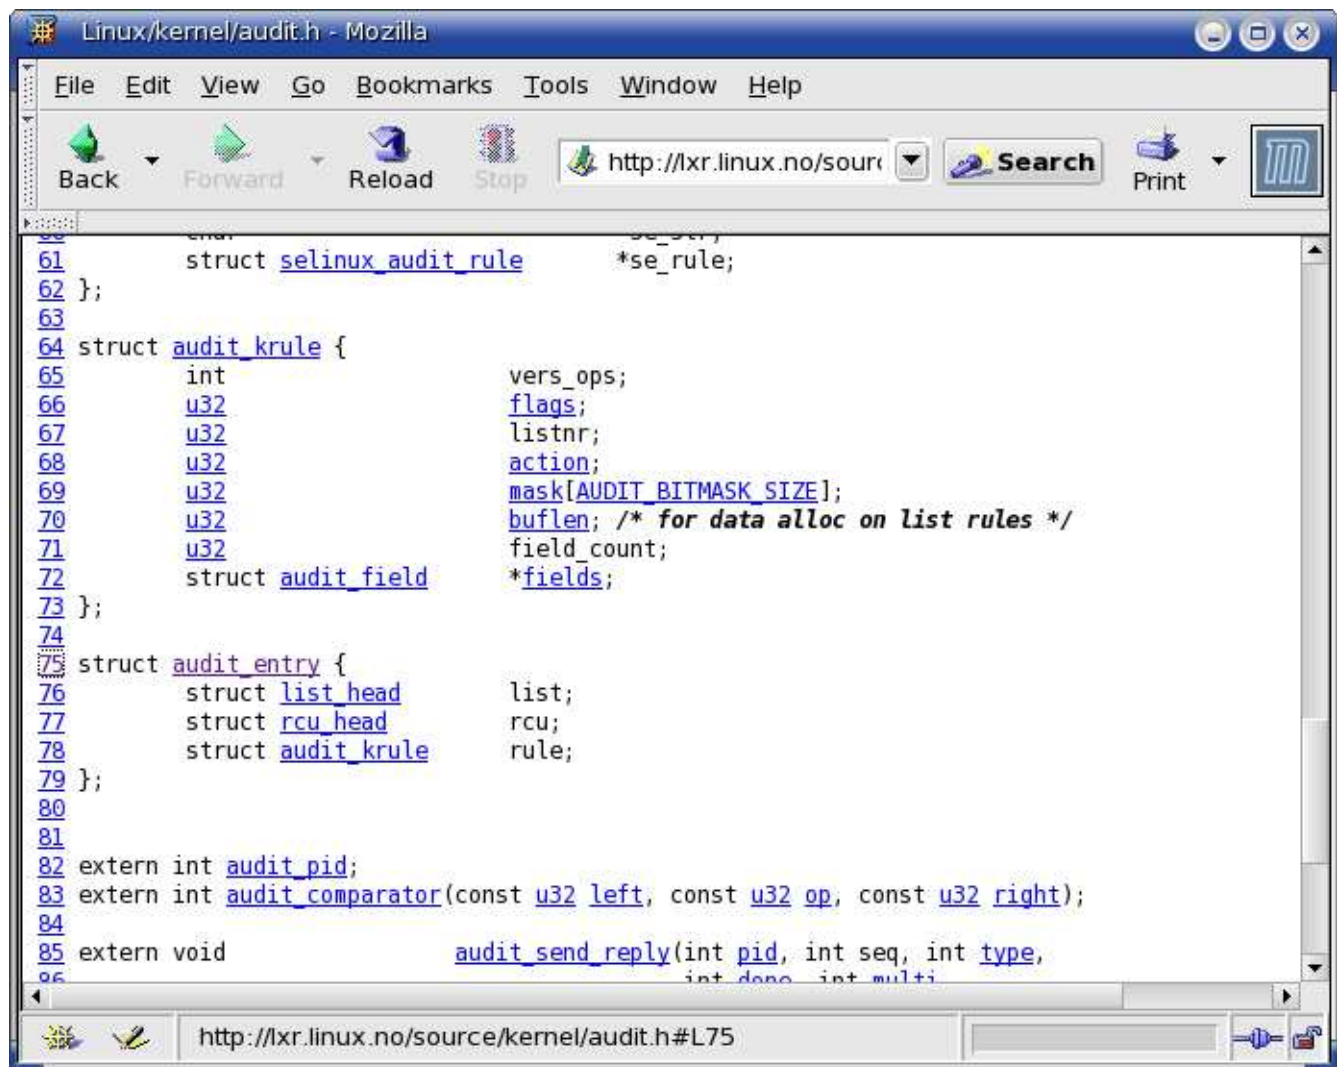 Linux/kernel/audit.h - Mozilla
File Edit View Go Bookmarks Tools Window Help
Back Forward Reload Stop http://lxr.linux.no/sour Search Print
61 struct selinux_audit_rule *se_rule;
62 };
63
64 struct audit_krule {
65 int vers_ops;
66 u32 flags;
67 u32 listnr;
68 u32 action;
69 u32 mask[AUDIT_BITMASK_SIZE];
70 u32 buflen; /* for data alloc on list rules */
71 u32 field_count;
72 struct audit_field *fields;
73 };
74
75 struct audit_entry {
76 struct list_head list;
77 struct rcu_head rcu;
78 struct audit_krule rule;
79 };
80
81
82 extern int audit_pid;
83 extern int audit_comparator(const u32 left, const u32 op, const u32 right);
84
85 extern void audit_send_reply(int pid, int seq, int type,
86 int done, int multi,
http://lxr.linux.no/source/kernel/audit.h#L75